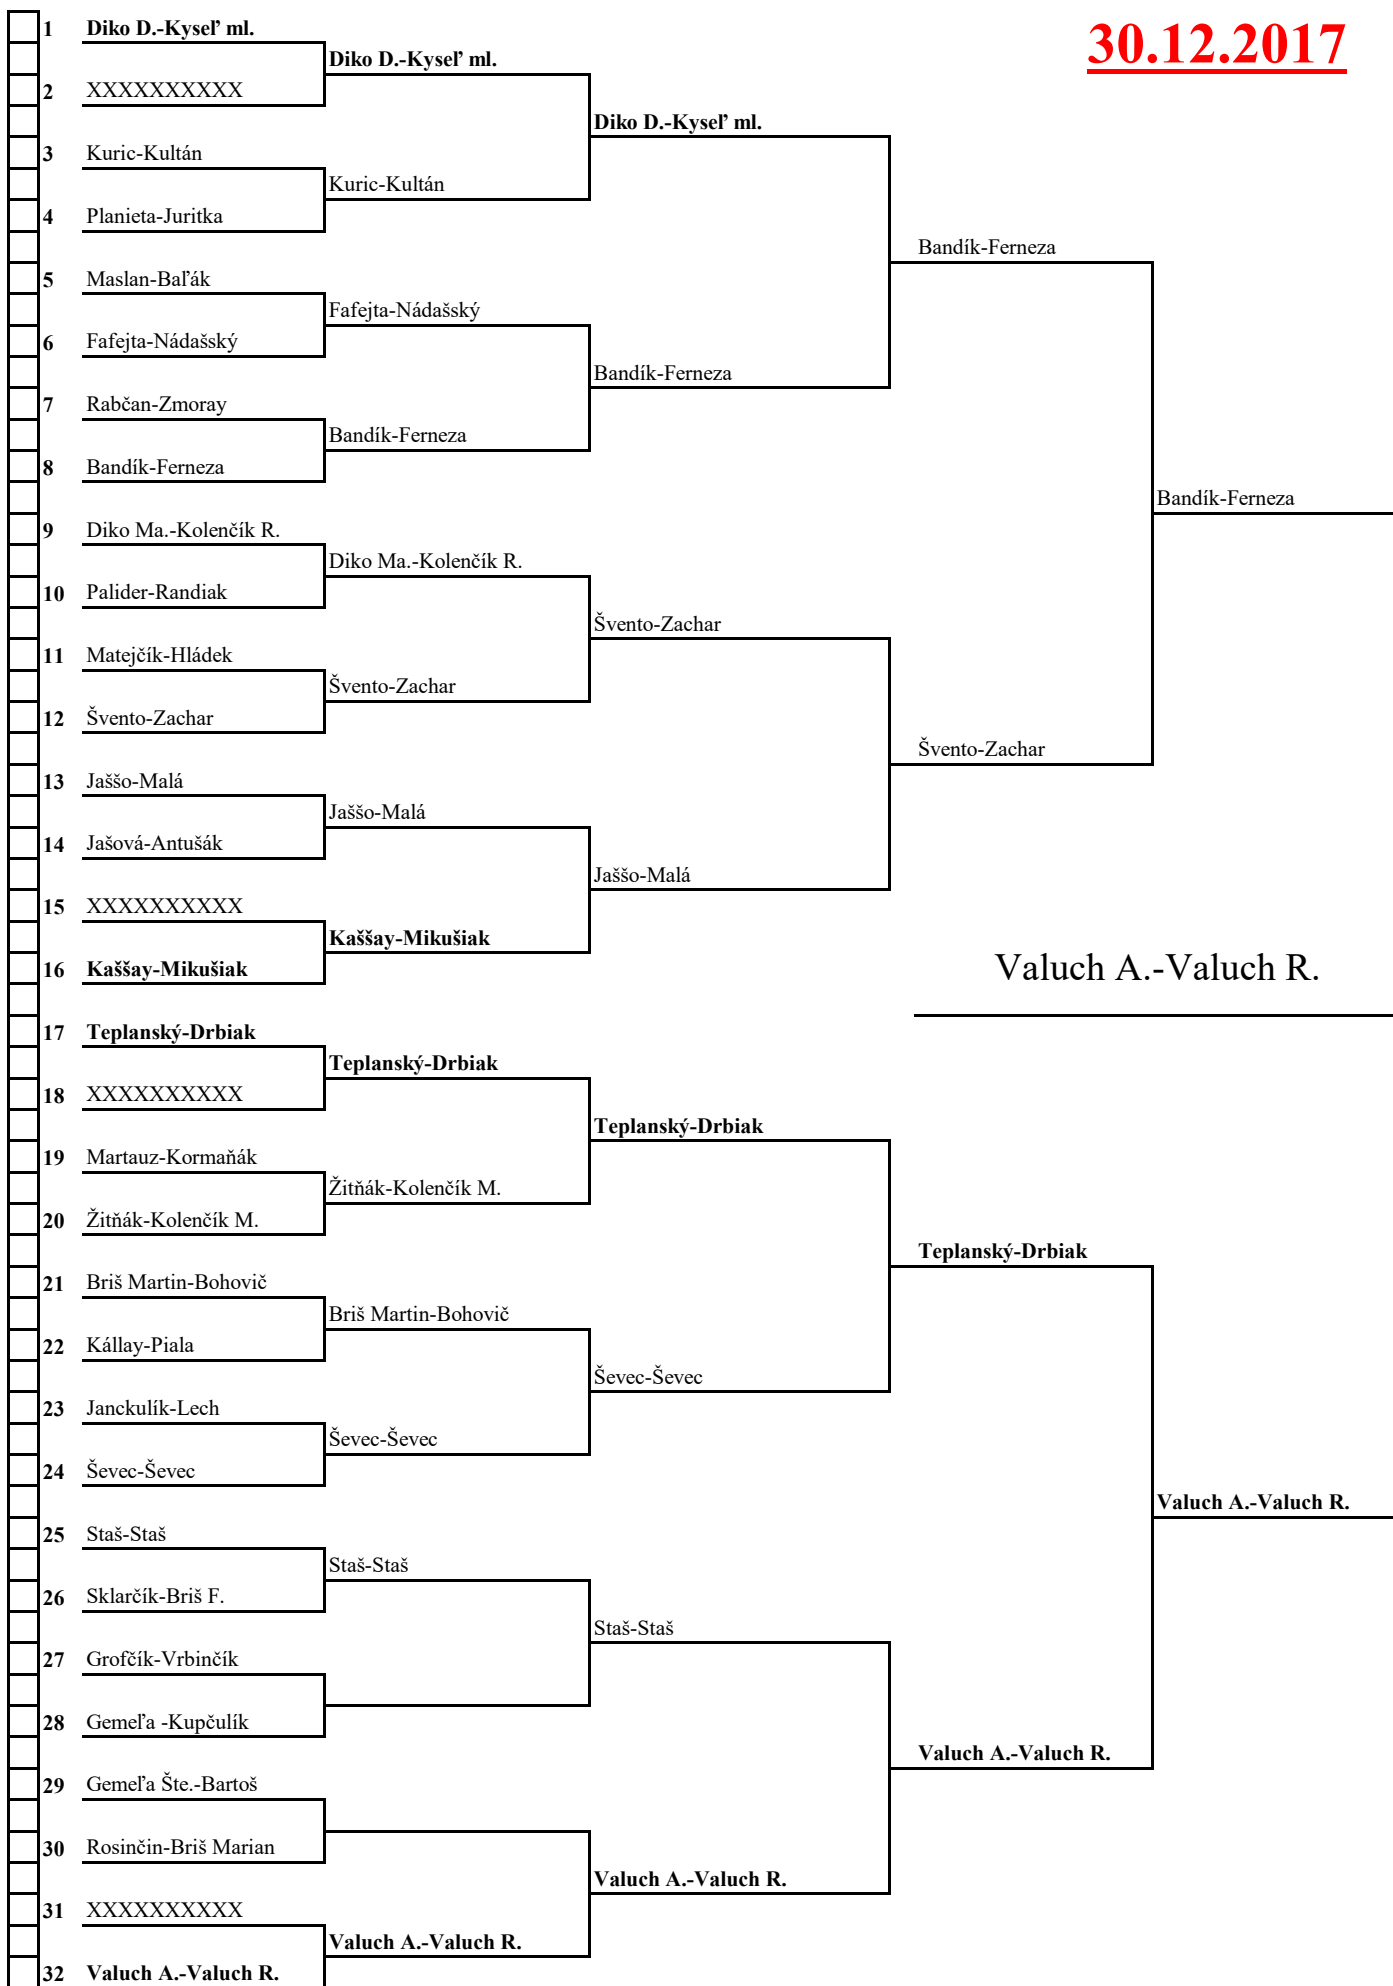 30.12.2017
1 Diko D.-Kyseľ ml.
Diko D.-Kyseľ ml.
2 XXXXXXXXXX
Diko D.-Kyseľ ml.
3 Kuric-Kultán
Kuric-Kultán
4 Planieta-Juritka
Bandík-Ferneza
5 Maslan-Baľák
Fafejta-Nádašský
6 Fafejta-Nádašský
Bandík-Ferneza
7 Rabčan-Zmoray
Bandík-Ferneza
8 Bandík-Ferneza
Bandík-Ferneza
9 Diko Ma.-Kolenčík R.
Diko Ma.-Kolenčík R.
10 Palider-Randiak
Švento-Zachar
11 Matejčík-Hládek
Švento-Zachar
12 Švento-Zachar
Švento-Zachar
13 Jaššo-Malá
Jaššo-Malá
14 Jašová-Antušák
Jaššo-Malá
15 XXXXXXXXXX
Kaššay-Mikušiak
16 Kaššay-Mikušiak
Valuch A.-Valuch R.
17 Teplanský-Drbiak
Teplanský-Drbiak
18 XXXXXXXXXX
Teplanský-Drbiak
19 Martauz-Kormaňák
Žitňák-Kolenčík M.
20 Žitňák-Kolenčík M.
Teplanský-Drbiak
21 Briš Martin-Bohovič
Briš Martin-Bohovič
22 Kállay-Piala
Ševec-Ševec
23 Janckulík-Lech
Ševec-Ševec
24 Ševec-Ševec
Valuch A.-Valuch R.
25 Staš-Staš
Staš-Staš
26 Sklarčík-Briš F.
Staš-Staš
27 Grofčík-Vrbinčík
28 Gemeľa -Kupčulík
Valuch A.-Valuch R.
29 Gemeľa Šte.-Bartoš
30 Rosinčin-Briš Marian
Valuch A.-Valuch R.
31 XXXXXXXXXX
Valuch A.-Valuch R.
32 Valuch A.-Valuch R.